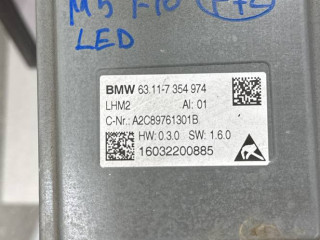 M5 F10
LED
BMW 63.11-7 354 974
LHM2 AI: 01
C-Nr.: A2C89761301B
HW: 0.3.0 SW: 1.6.0
16032200885